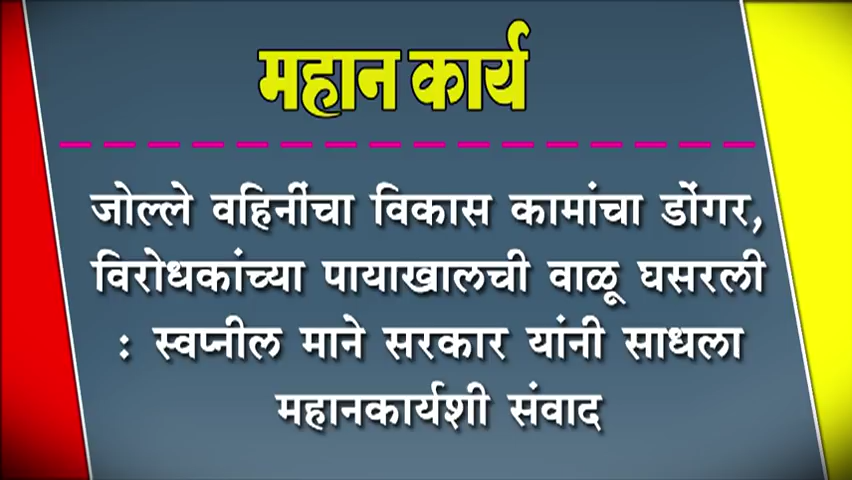 महान कार्य
जोल्ले वहिनींचा विकास कामांचा डोंगर,
विरोधकांच्या पायाखालची वाळू घसरली
: स्वप्नील माने सरकार यांनी साधला
महानकार्यशी संवाद